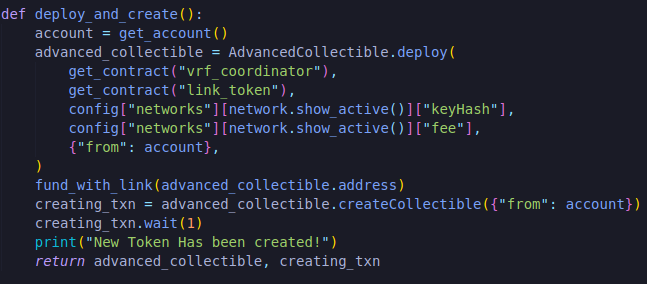 def deploy_and_create():
    account = get_account()
    advanced_collectible = AdvancedCollectible.deploy(
        get_contract("vrf_coordinator"),
        get_contract("link_token"),
        config["networks"][network.show_active()]["keyHash"],
        config["networks"][network.show_active()]["fee"],
        {"from": account},
    )
    fund_with_link(advanced_collectible.address)
    creating_txn = advanced_collectible.createCollectible({"from": account})
    creating_txn.wait(1)
    print("New Token Has been created!")
    return advanced_collectible, creating_txn